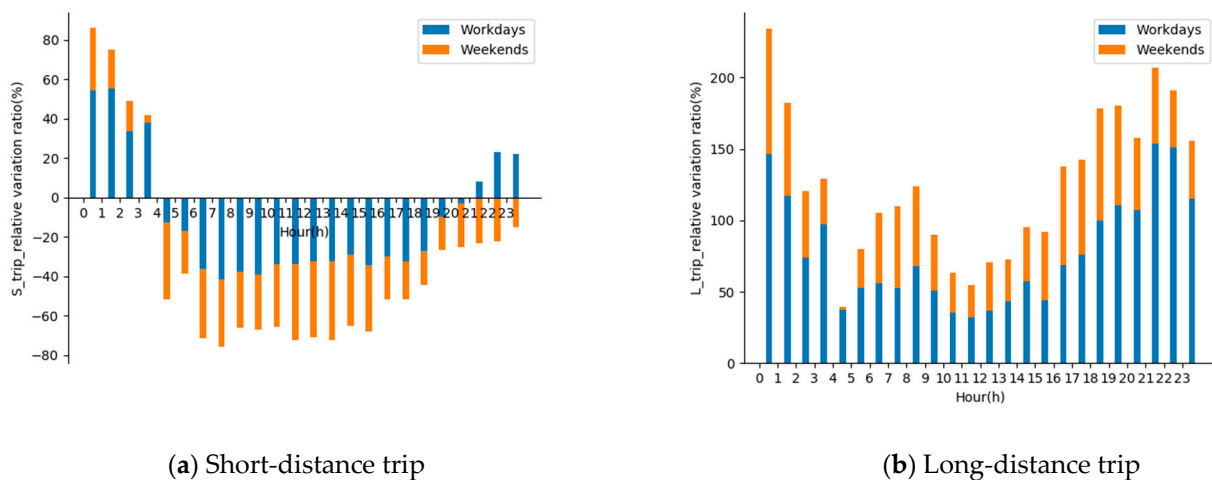 Workdays
Weekends
80
60
40
20
0
−20
−40
−60
−80
S_trip_relative variation ratio(%)
0 1 2 3 4 5 6 7 8 9 10 11 12 13 14 15 16 17 18 19 20 21 22 23
Hour(h)
(a) Short-distance trip
Workdays
Weekends
200
150
100
50
0
L_trip_relative variation ratio(%)
0 1 2 3 4 5 6 7 8 9 10 11 12 13 14 15 16 17 18 19 20 21 22 23
Hour(h)
(b) Long-distance trip